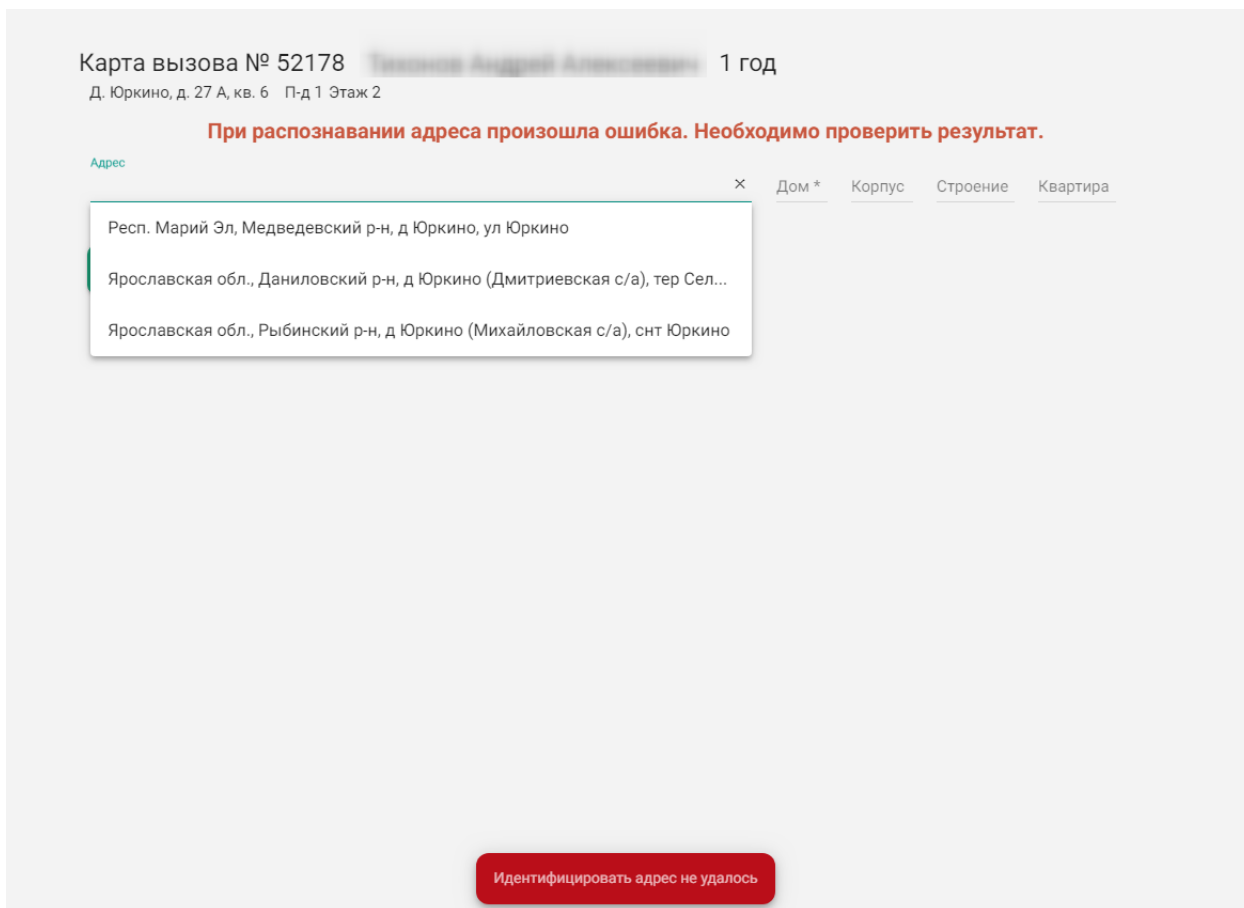 Карта вызова № 52178 1 год
Д. Юркино, д. 27 А, кв. 6 П-д 1 Этаж 2
При распознавании адреса произошла ошибка. Необходимо проверить результат.
Адрес
× Дом * Корпус Строение Квартира
Респ. Марий Эл, Медведевский р-н, д Юркино, ул Юркино
Ярославская обл., Даниловский р-н, д Юркино (Дмитриевская с/а), тер Сел...
Ярославская обл., Рыбинский р-н, д Юркино (Михайловская с/а), снт Юркино
Идентифицировать адрес не удалось